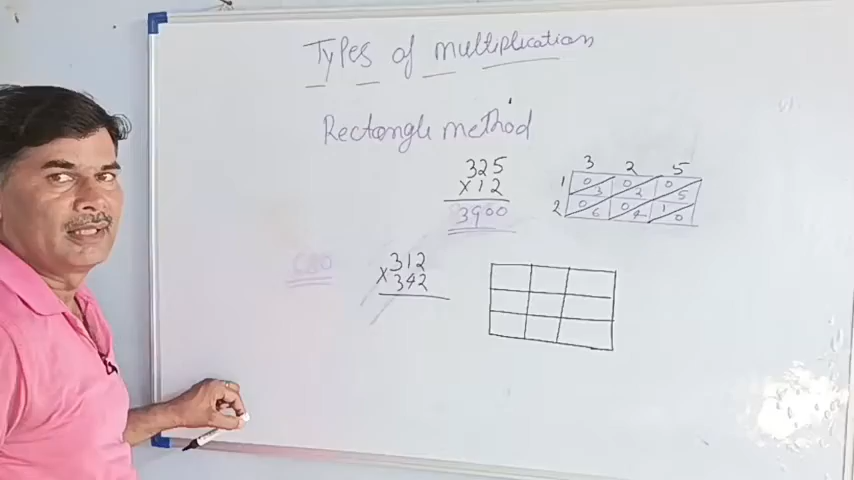 Types of multiplication
Rectangle method
325
x12
3900
3 2 5
1 0 3 0 2 0 5
2 0 6 0 4 1 0
312
x342